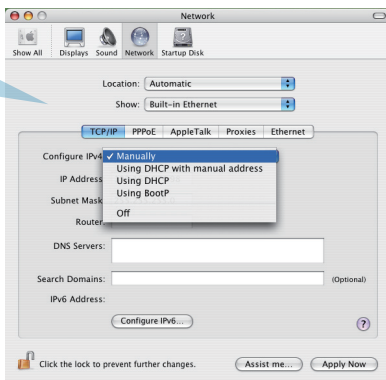 Network
Show All Displays Sound Network Startup Disk
Location: Automatic
Show: Built-in Ethernet
TCP/IP PPPoE AppleTalk Proxies Ethernet
Configure IPv4 ✓ Manually
Using DHCP with manual address
Using DHCP
Using BootP
Off
IP Address
Subnet Mask
Router
DNS Servers:
Search Domains: (Optional)
IPv6 Address:
Configure IPv6... ?
Click the lock to prevent further changes. Assist me... Apply Now